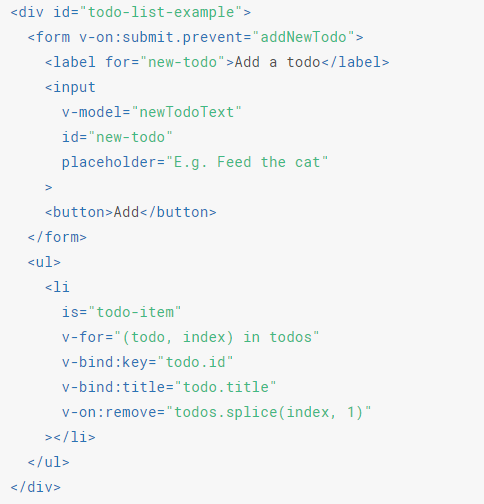 <div id="todo-list-example">
  <form v-on:submit.prevent="addNewTodo">
    <label for="new-todo">Add a todo</label>
    <input
      v-model="newTodoText"
      id="new-todo"
      placeholder="E.g. Feed the cat"
    >
    <button>Add</button>
  </form>
  <ul>
    <li
      is="todo-item"
      v-for="(todo, index) in todos"
      v-bind:key="todo.id"
      v-bind:title="todo.title"
      v-on:remove="todos.splice(index, 1)"
    ></li>
  </ul>
</div>